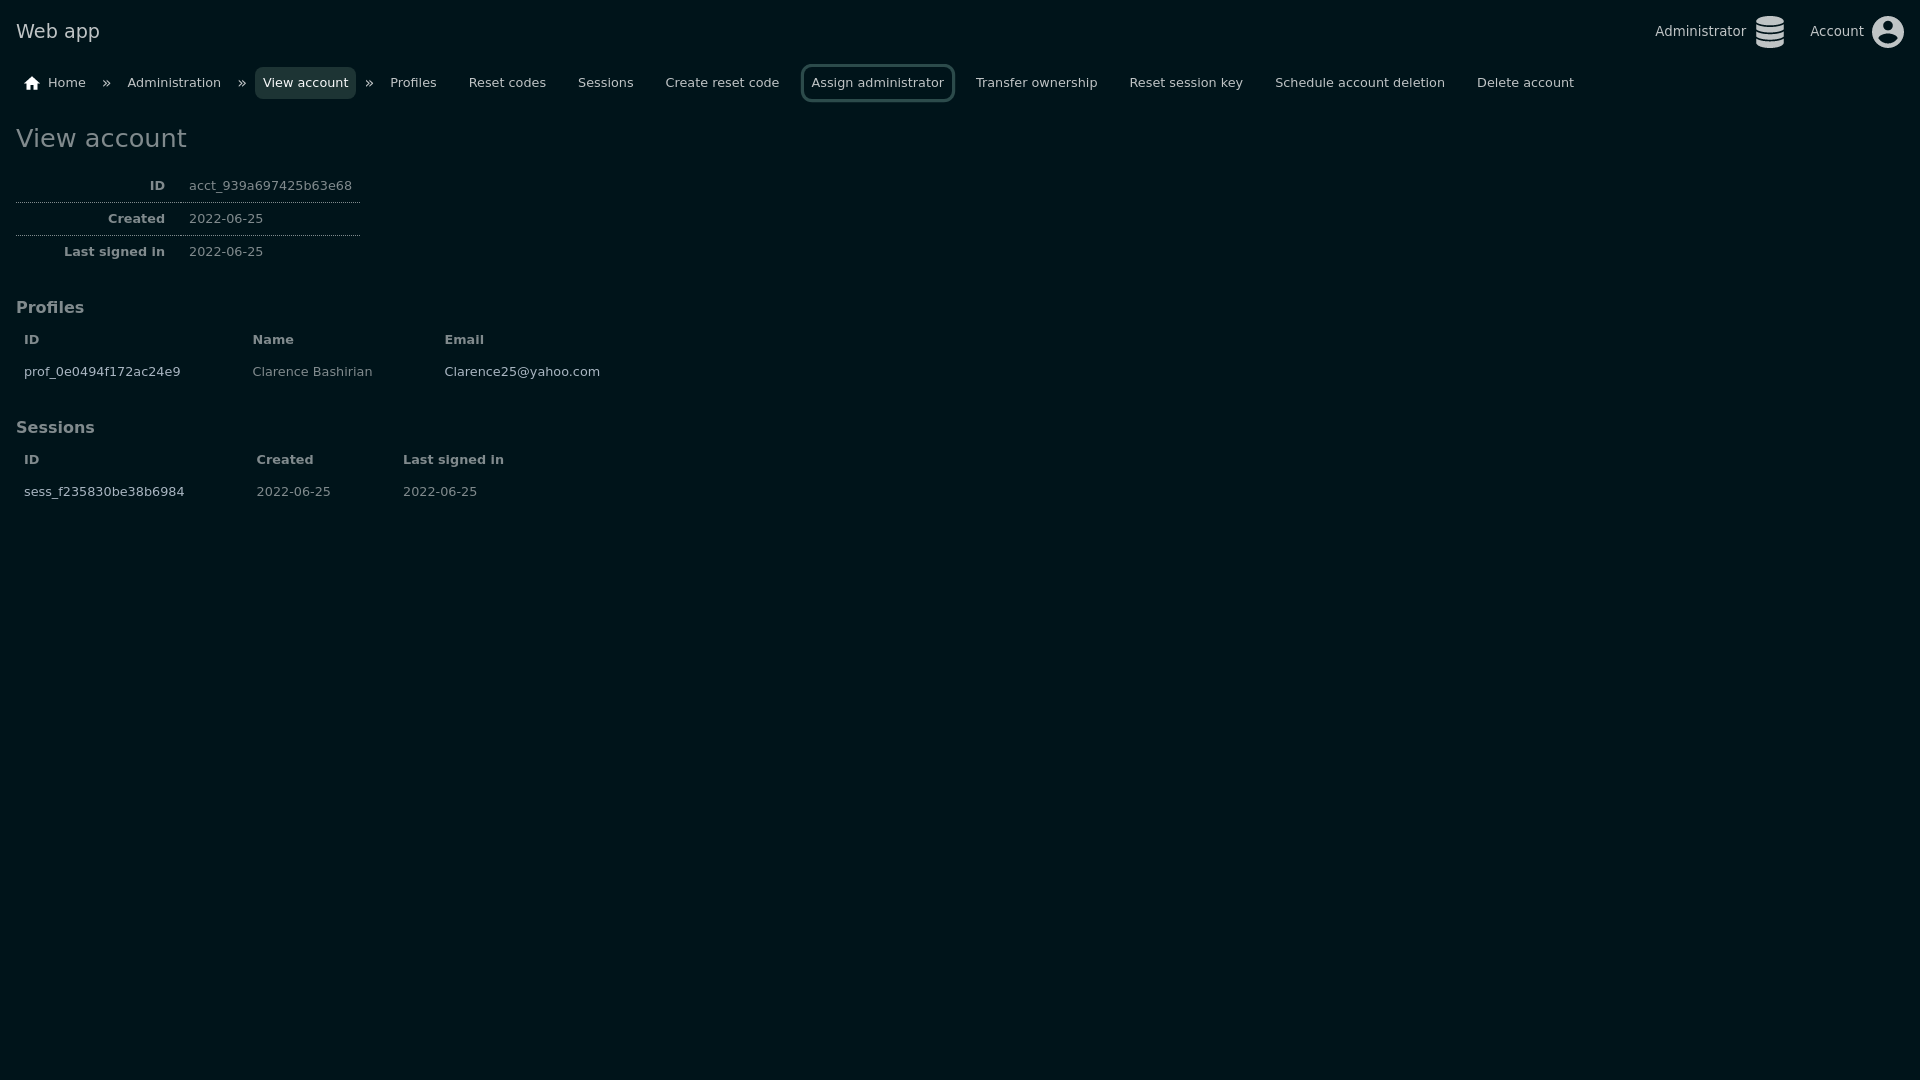 Web app
Administrator
Account
Home » Administration » View account » Profiles Reset codes Sessions Create reset code Assign administrator Transfer ownership Reset session key Schedule account deletion Delete account
View account
ID acct_939a697425b63e68
Created 2022-06-25
Last signed in 2022-06-25
Profiles
ID Name Email
prof_0e0494f172ac24e9 Clarence Bashirian Clarence25@yahoo.com
Sessions
ID Created Last signed in
sess_f235830be38b6984 2022-06-25 2022-06-25